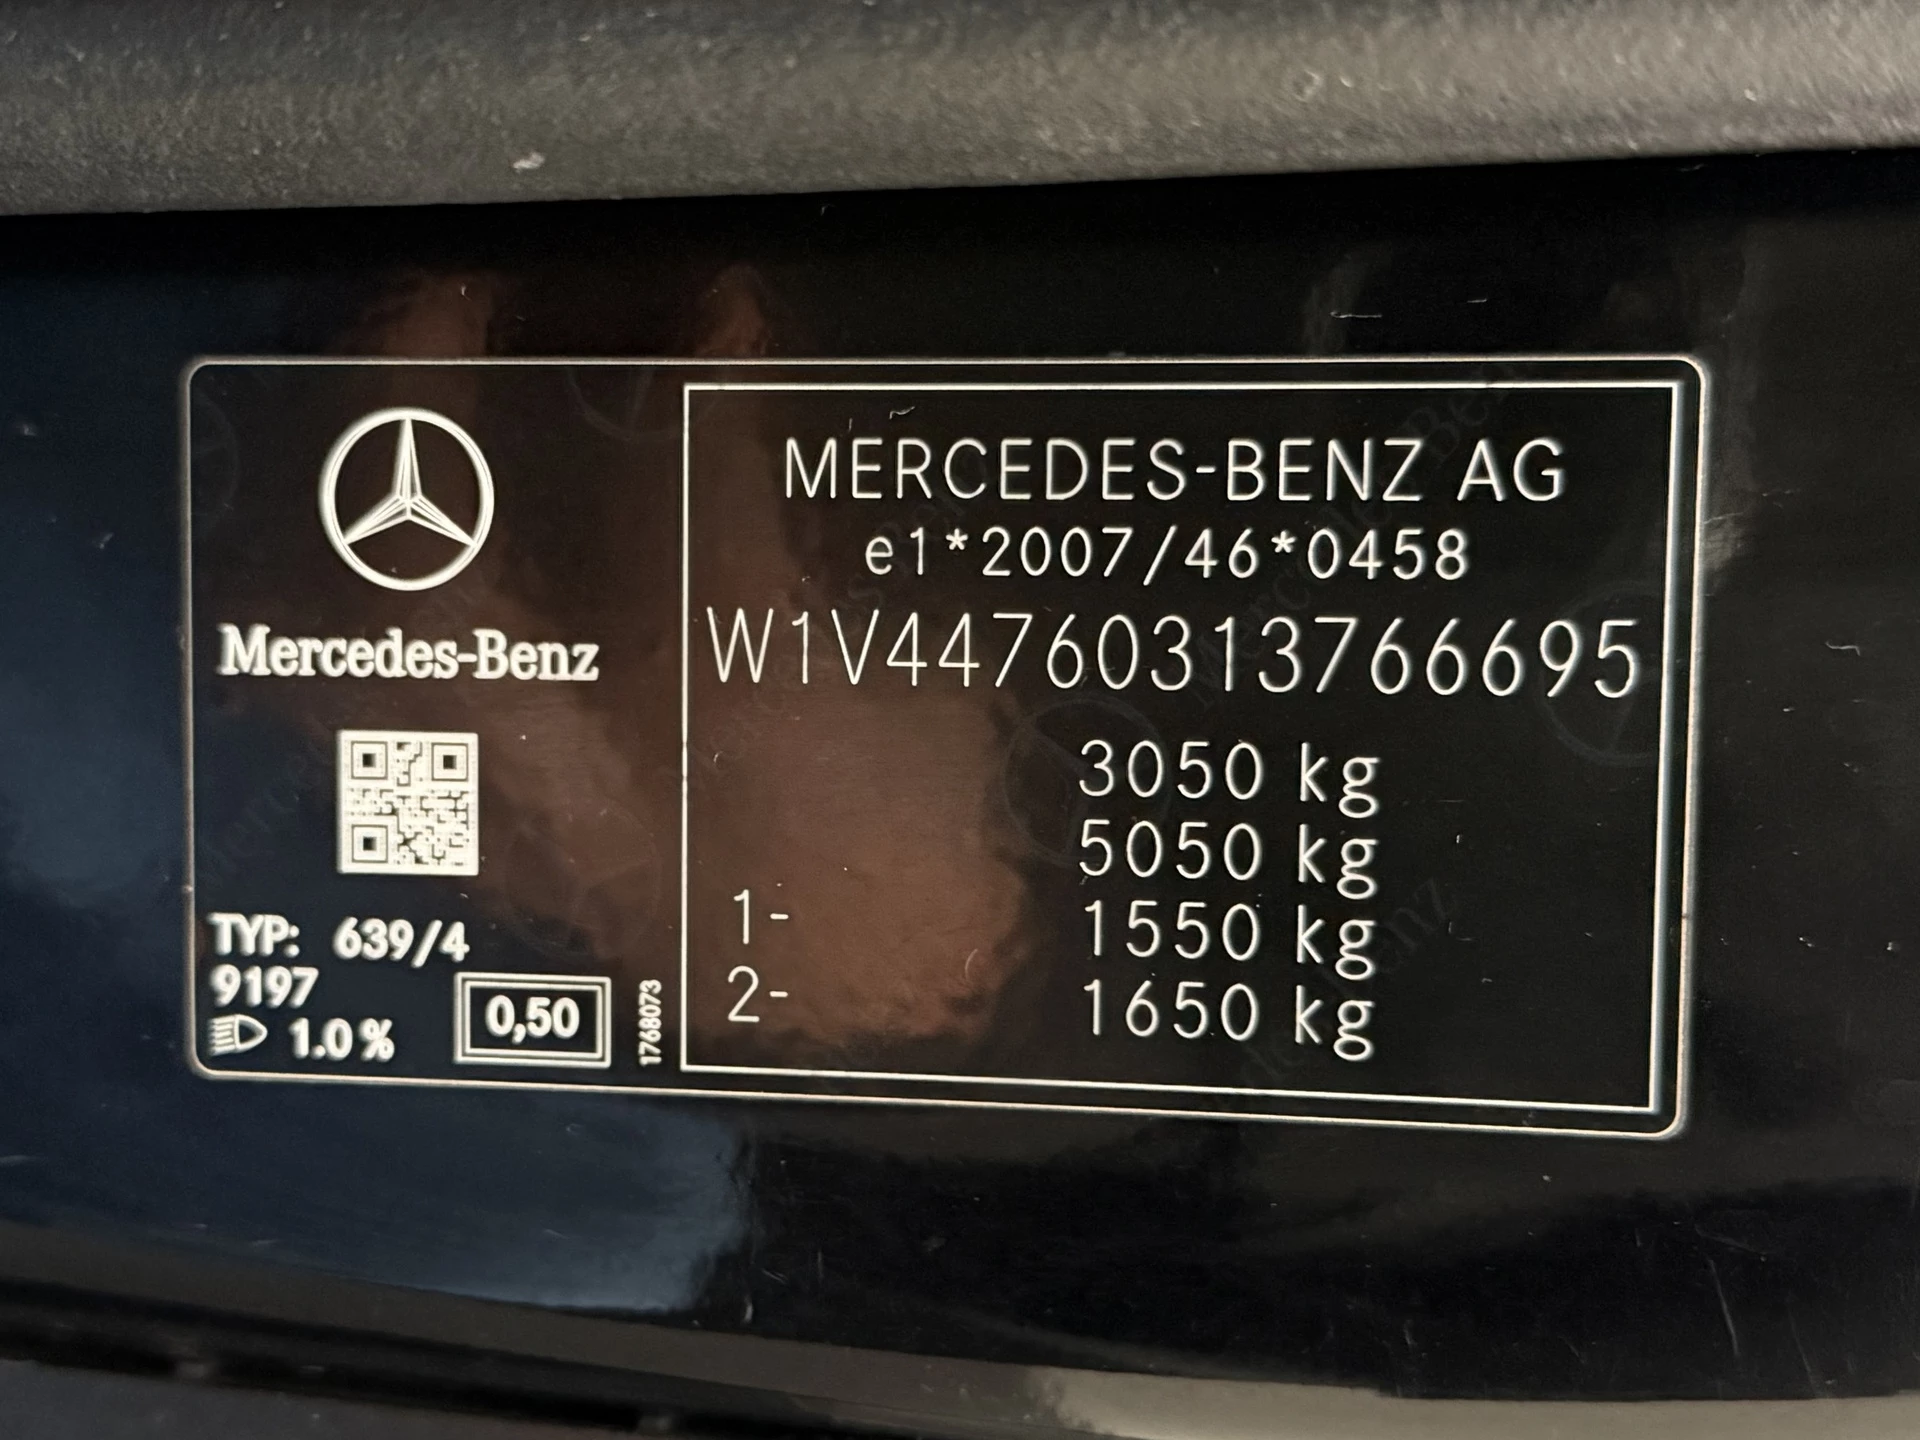 Mercedes-Benz
TYP: 639/4
9197
1.0%
0,50
1768073
MERCEDES-BENZ AG
e1*2007/46*0458
W1V44760313766695
3050 kg
5050 kg
1- 1550 kg
2- 1650 kg